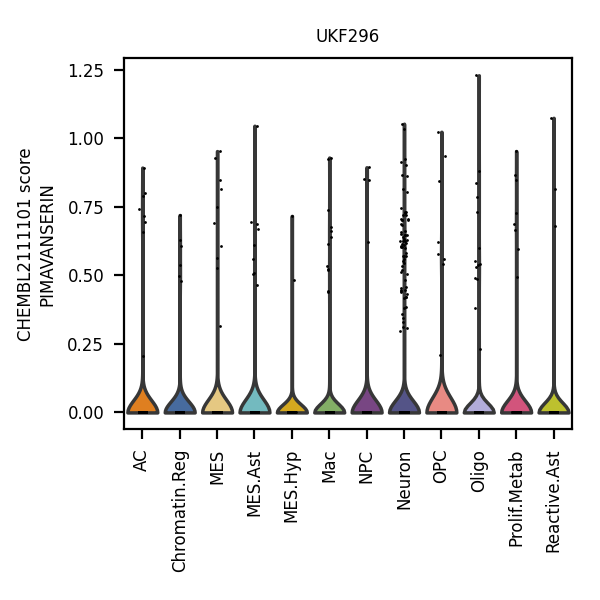 UKF296
CHEMBL2111101 score
PIMAVANSERIN
1.25
1.00
0.75
0.50
0.25
0.00
AC
Chromatin.Reg
MES
MES.Ast
MES.Hyp
Mac
NPC
Neuron
OPC
Oligo
Prolif.Metab
Reactive.Ast